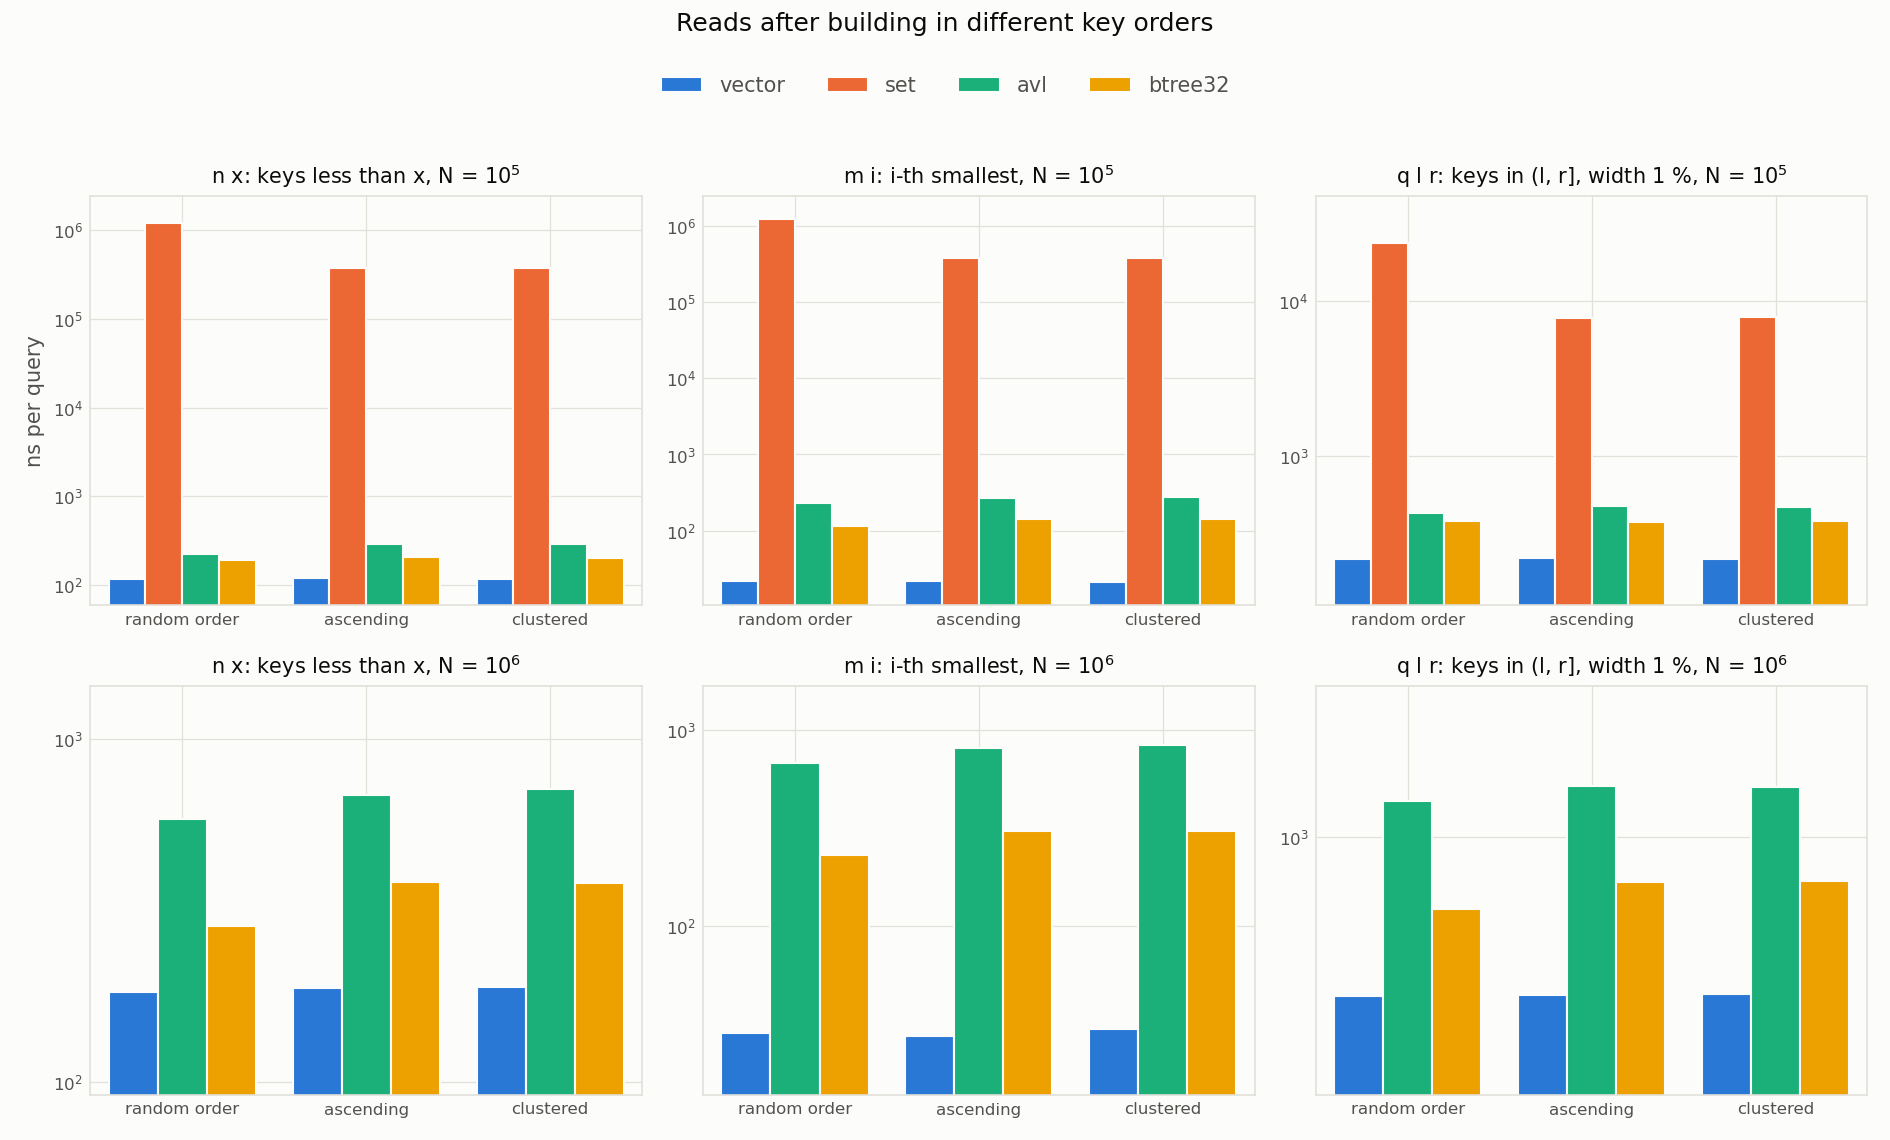 Reads after building in different key orders
vector set avl btree32
n x: keys less than x, N = 10⁵ m i: i-th smallest, N = 10⁵ q l r: keys in (l, r], width 1 %, N = 10⁵
ns per query
10⁶
10⁵
10⁴
10³
10²
random order ascending clustered
10⁶
10⁵
10⁴
10³
10²
random order ascending clustered
10⁴
10³
random order ascending clustered
n x: keys less than x, N = 10⁶ m i: i-th smallest, N = 10⁶ q l r: keys in (l, r], width 1 %, N = 10⁶
10³
10²
random order ascending clustered
10³
10²
random order ascending clustered
10³
random order ascending clustered